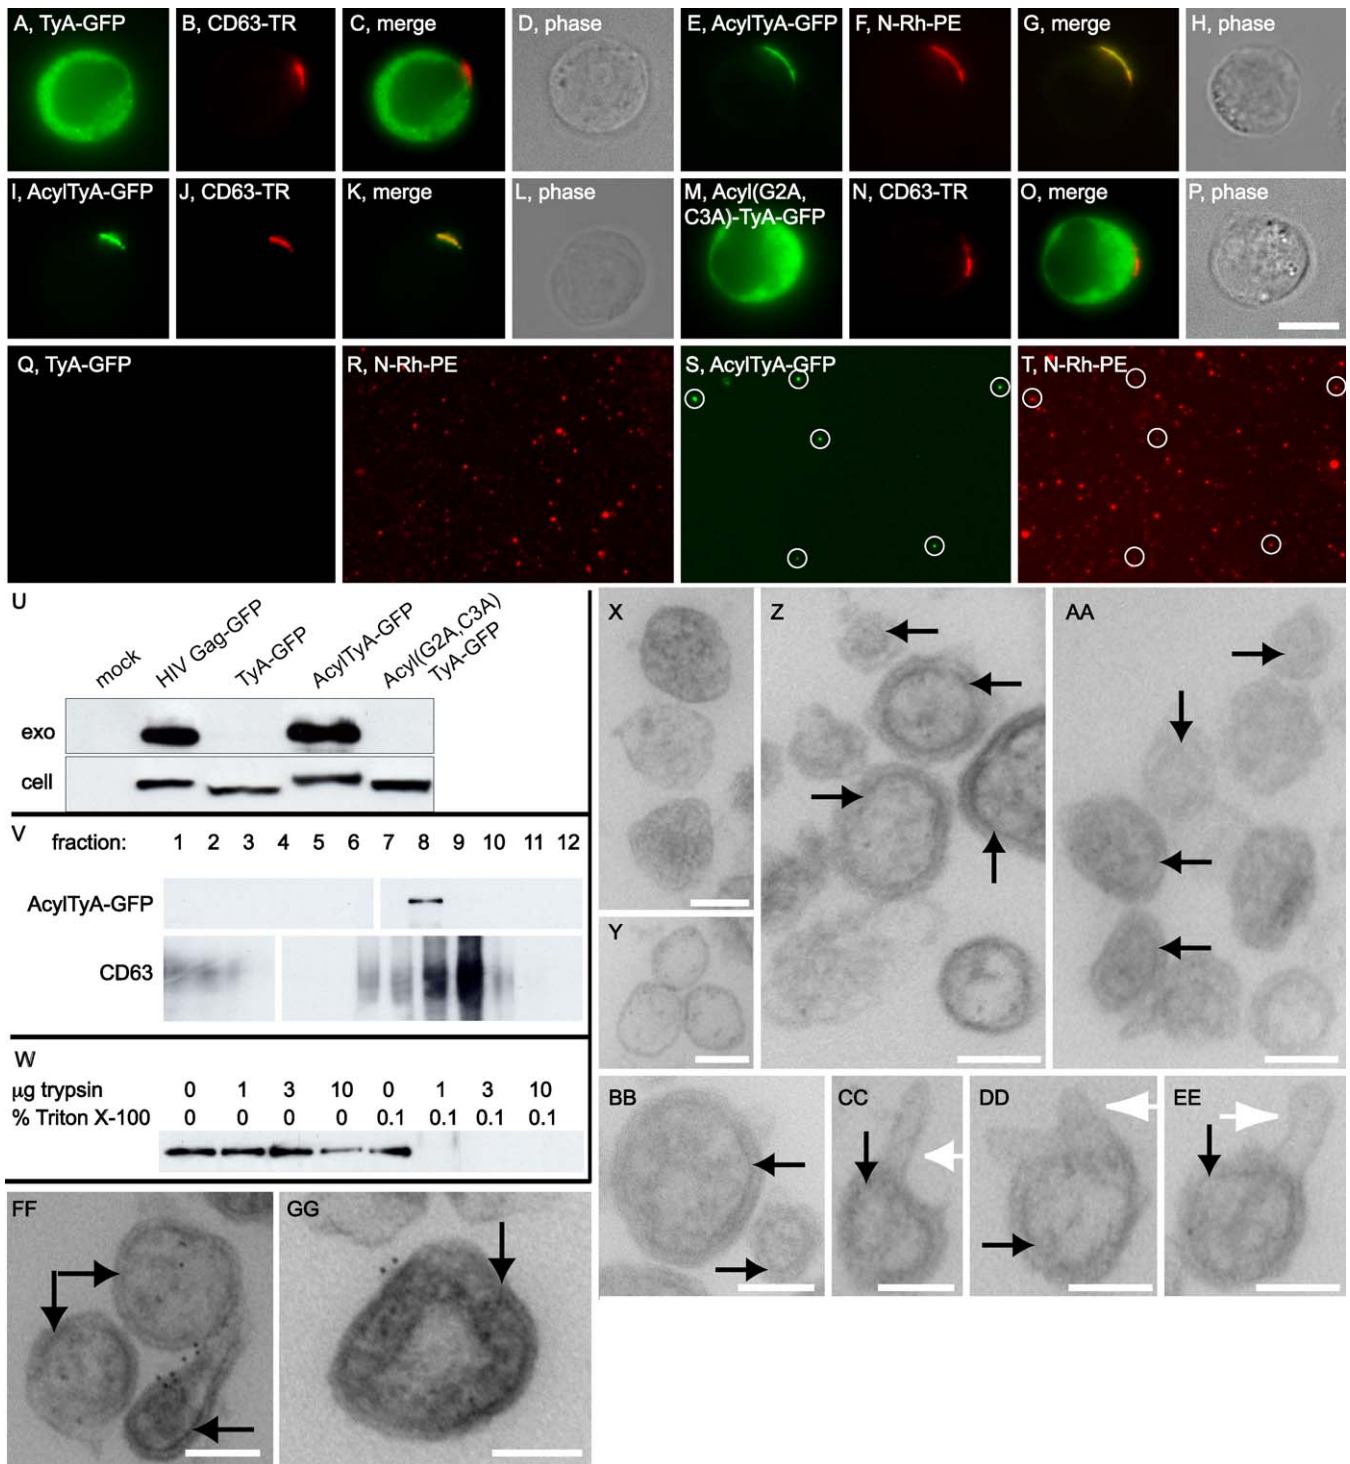 A, TyA-GFP
B, CD63-TR
C, merge
D, phase
E, AcylTyA-GFP
F, N-Rh-PE
G, merge
H, phase
I, AcylTyA-GFP
J, CD63-TR
K, merge
L, phase
M, Acyl(G2A,
C3A)-TyA-GFP
N, CD63-TR
O, merge
P, phase
Q, TyA-GFP
R, N-Rh-PE
S, AcylTyA-GFP
T, N-Rh-PE
U
mock
HIV Gag-GFP
TyA-GFP
AcylTyA-GFP
Acyl(G2A,C3A)
TyA-GFP
exo
cell
V
fraction: 1 2 3 4 5 6 7 8 9 10 11 12
AcylTyA-GFP
CD63
W
µg trypsin 0 1 3 10 0 1 3 10
% Triton X-100 0 0 0 0 0.1 0.1 0.1 0.1
X
Y
Z
AA
BB
CC
DD
EE
FF
GG